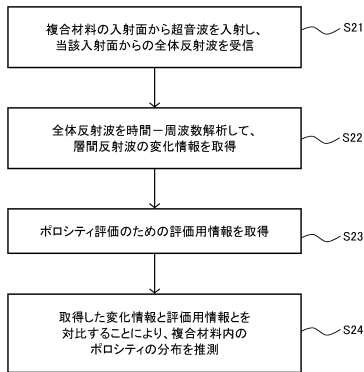 複合材料の入射面から超音波を入射し、
当該入射面からの全体反射波を受信
S21
全体反射波を時間－周波数解析して、
層間反射波の変化情報を取得
S22
ポロシティ評価のための評価用情報を取得
S23
取得した変化情報と評価用情報とを
対比することにより、複合材料内の
ポロシティの分布を推測
S24